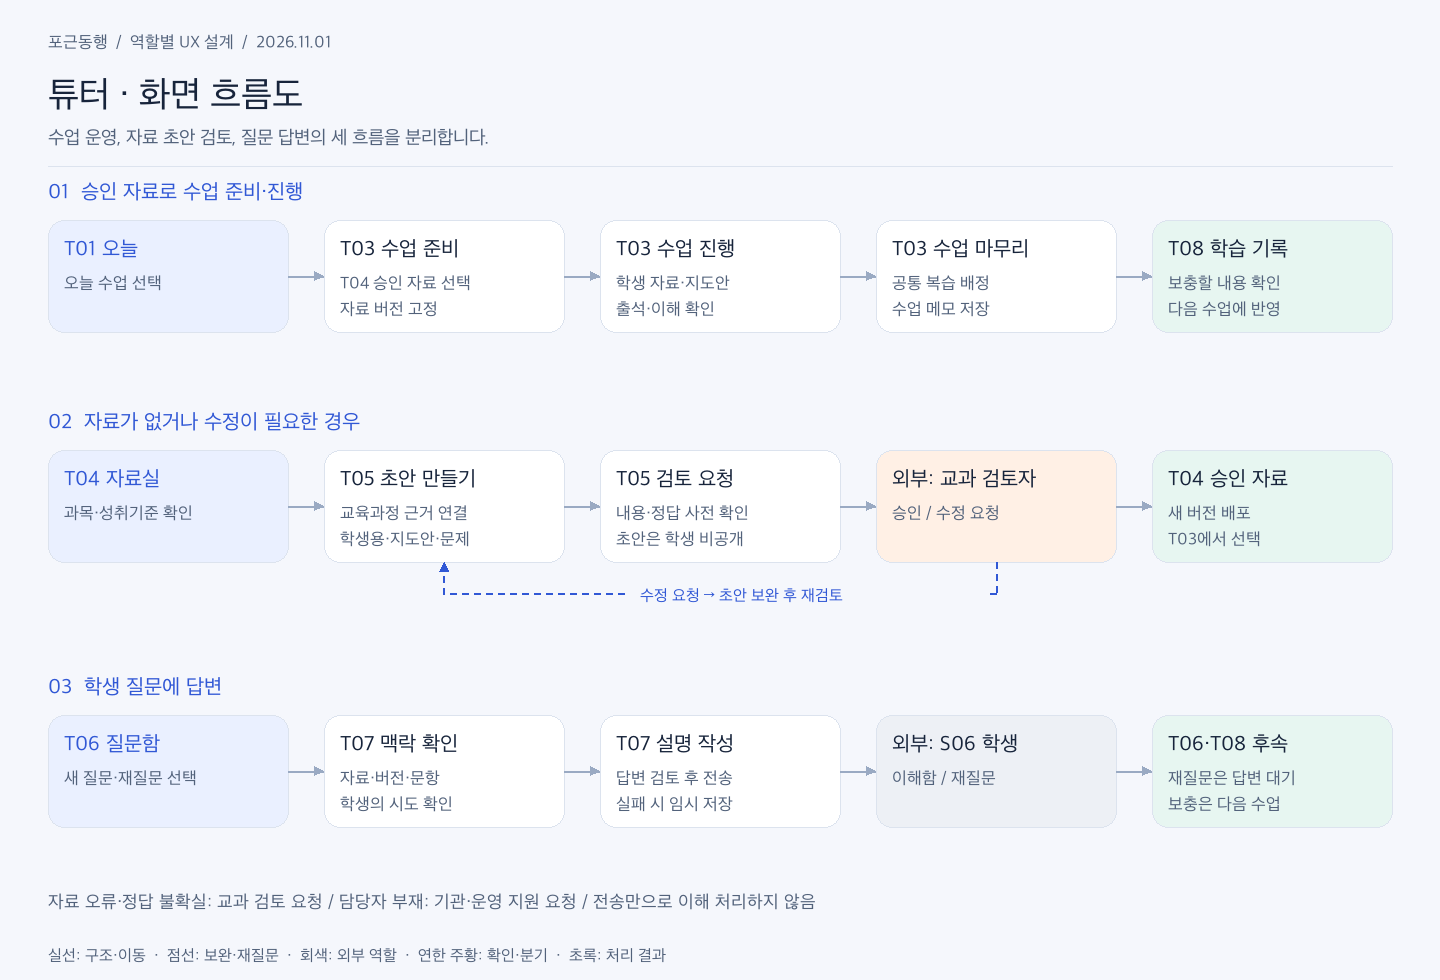 포근동행 / 역할별 UX 설계 / 2026.11.01
튜터 · 화면 흐름도
수업 운영, 자료 초안 검토, 질문 답변의 세 흐름을 분리합니다.
01 승인 자료로 수업 준비·진행
T01 오늘
오늘 수업 선택
T03 수업 준비
T04 승인 자료 선택
자료 버전 고정
T03 수업 진행
학생 자료·지도안
출석·이해 확인
T03 수업 마무리
공통 복습 배정
수업 메모 저장
T08 학습 기록
보충할 내용 확인
다음 수업에 반영
02 자료가 없거나 수정이 필요한 경우
T04 자료실
과목·성취기준 확인
T05 초안 만들기
교육과정 근거 연결
학생용·지도안·문제
T05 검토 요청
내용·정답 사전 확인
초안은 학생 비공개
외부: 교과 검토자
승인 / 수정 요청
T04 승인 자료
새 버전 배포
T03에서 선택
수정 요청 → 초안 보완 후 재검토
03 학생 질문에 답변
T06 질문함
새 질문·재질문 선택
T07 맥락 확인
자료·버전·문항
학생의 시도 확인
T07 설명 작성
답변 검토 후 전송
실패 시 임시 저장
외부: S06 학생
이해함 / 재질문
T06·T08 후속
재질문은 답변 대기
보충은 다음 수업
자료 오류·정답 불확실: 교과 검토 요청 / 담당자 부재: 기관·운영 지원 요청 / 전송만으로 이해 처리하지 않음
실선: 구조·이동 · 점선: 보완·재질문 · 회색: 외부 역할 · 연한 주황: 확인·분기 · 초록: 처리 결과